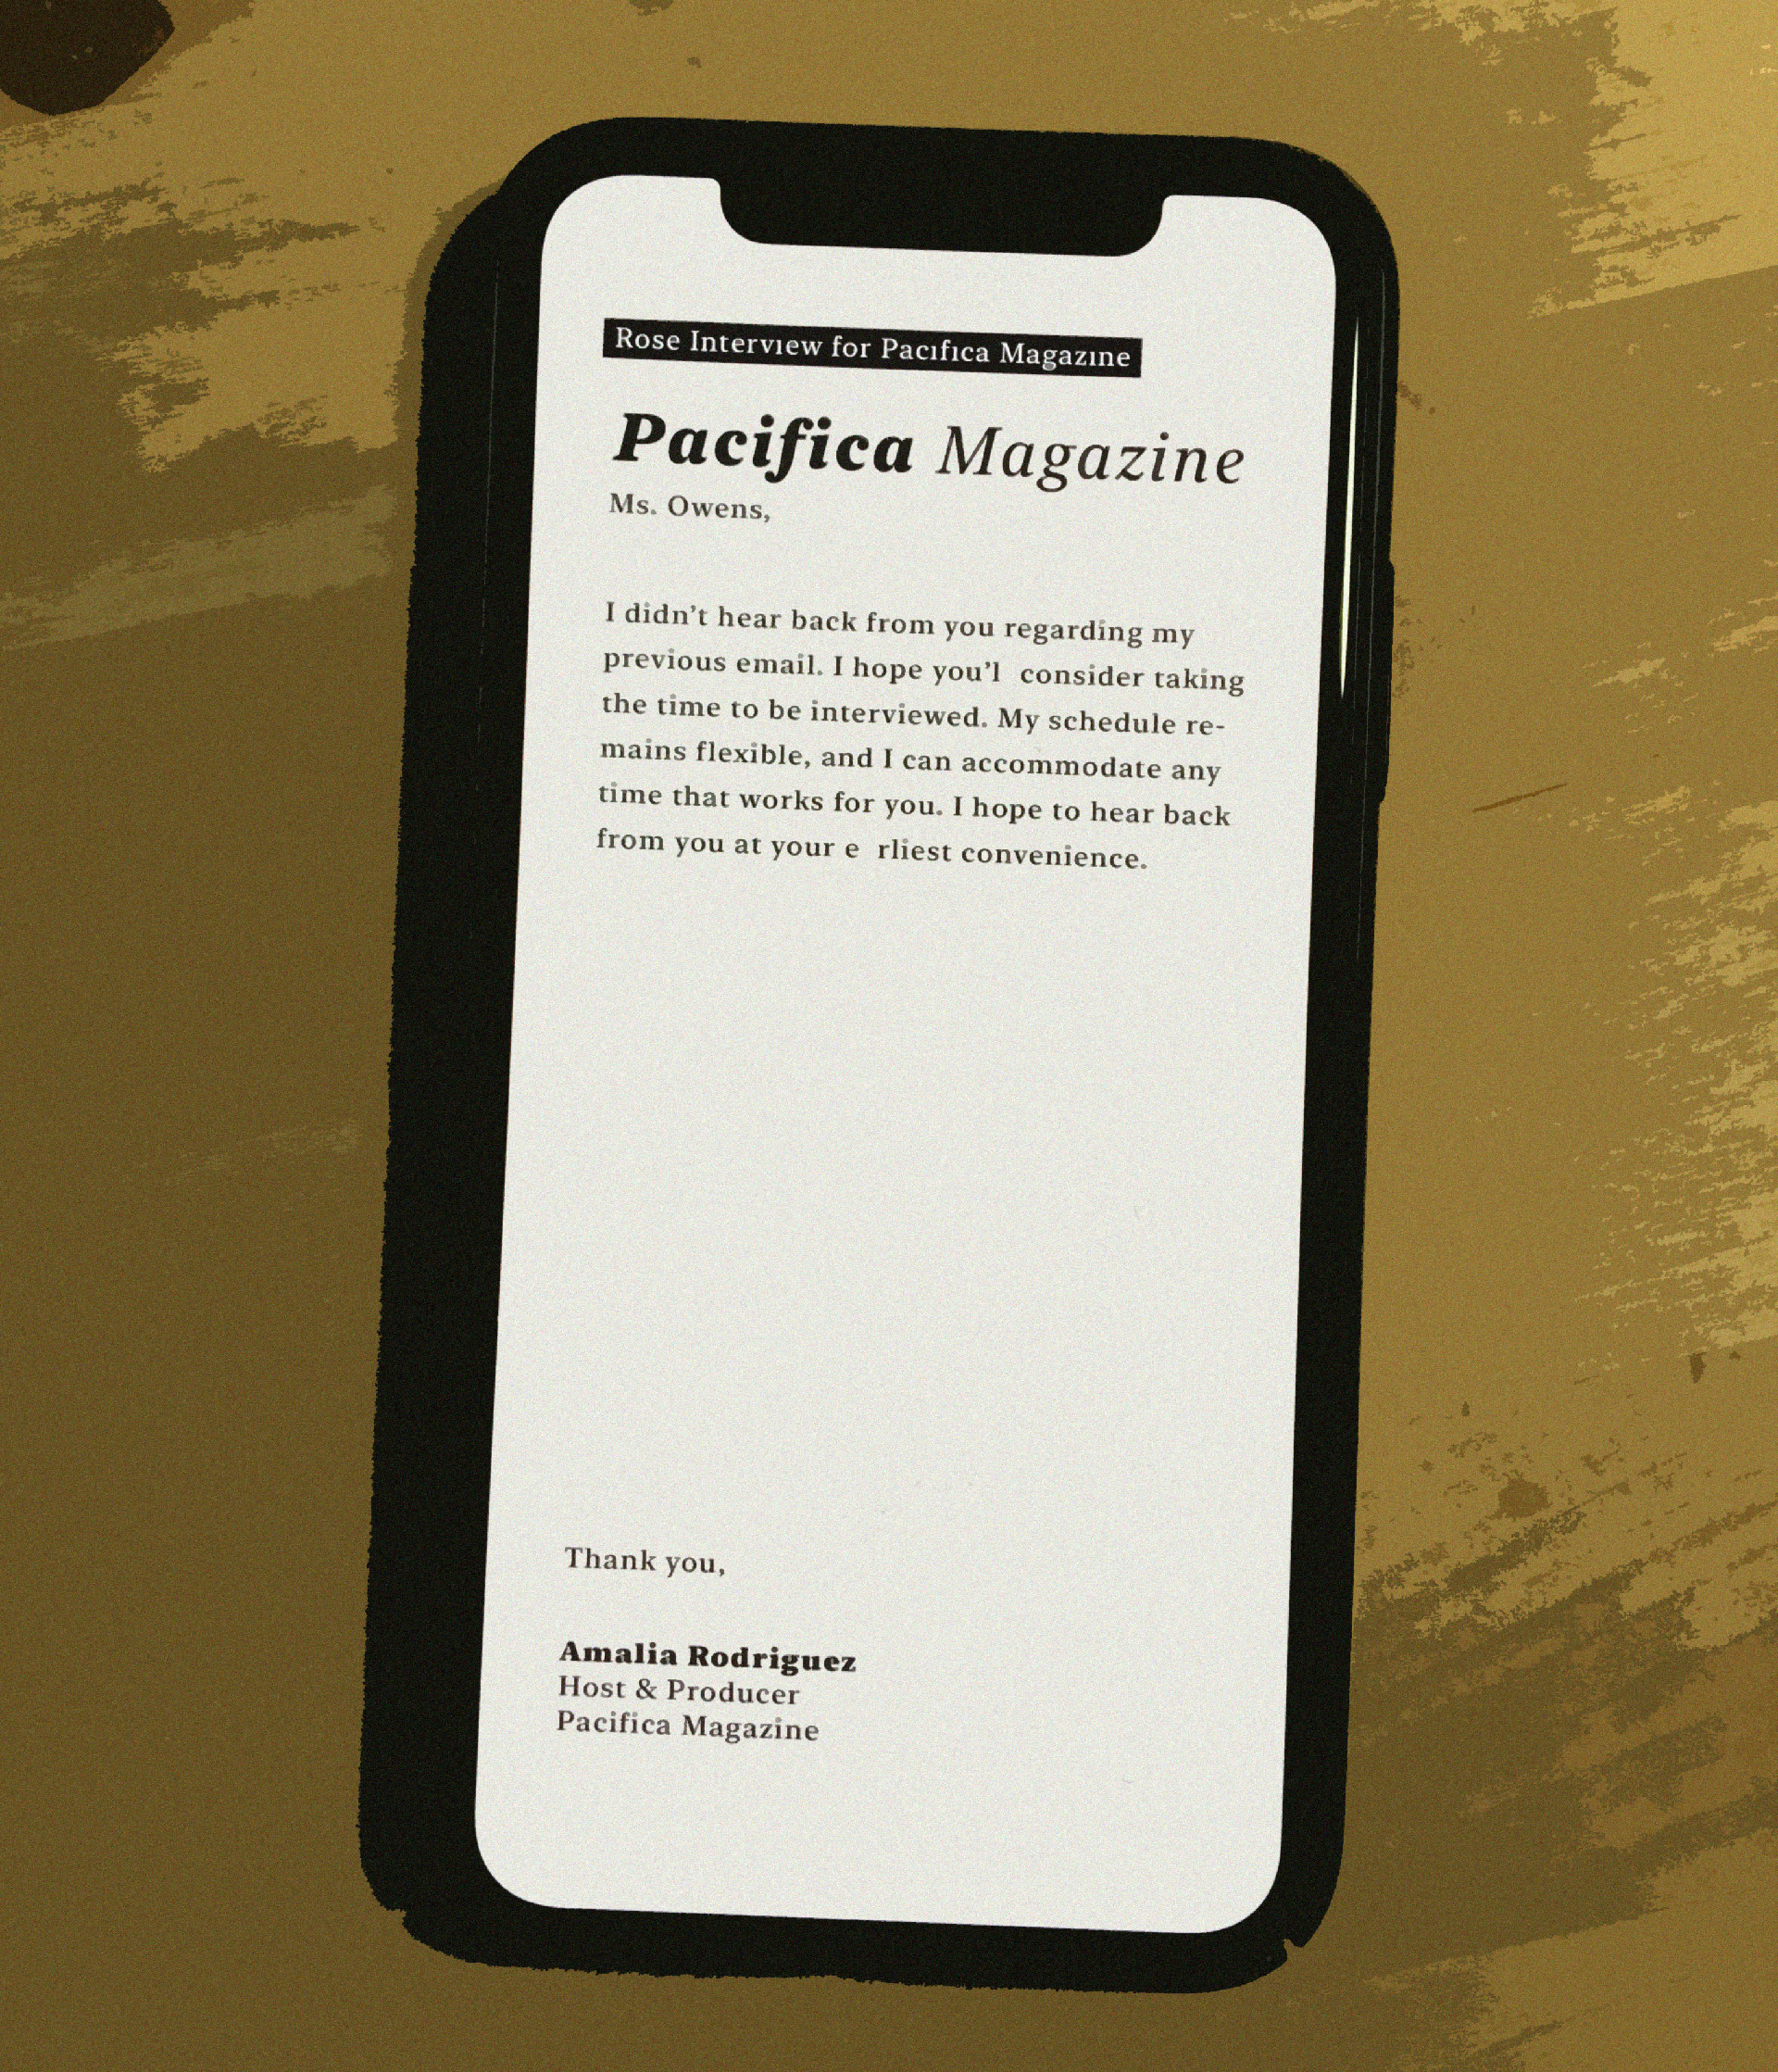 Rose Interview for Pacifica Magazine
Pacifica Magazine
Ms. Owens,
I didn’t hear back from you regarding my
previous email. I hope you’l  consider taking
the time to be interviewed. My schedule re-
mains flexible, and I can accommodate any
time that works for you. I hope to hear back
from you at your e  rliest convenience.
Thank you,
Amalia Rodriguez
Host & Producer
Pacifica Magazine